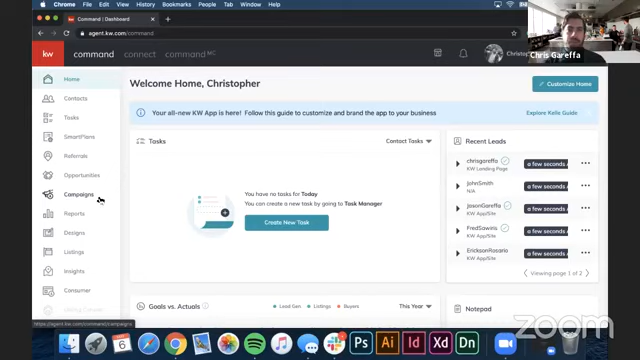 Chrome File Edit View History Bookmarks People Tab Window Help
Command | Dashboard
agent.kw.com/command
kw command connect command MC
Christop
Chris Gareffa
Home
Contacts
Tasks
SmartPlans
Referrals
Opportunities
Campaigns
Reports
Designs
Listings
Insights
Consumer
Welcome Home, Christopher
Customize Home
Your all-new KW App is here! Follow this guide to customize and brand the app to your business
Explore Kelle Guide
Tasks
Contact Tasks
You have no tasks for Today
You can create a new task by going to Task Manager
Create New Task
Recent Leads
chrisgareffa
KW Landing Page
a few seconds
JohnSmith
N/A
a few seconds
JasonGareffa
KW App/Site
a few seconds
FredSawins
KW App/Site
a few seconds
EricksonRosario
KW App/Site
a few seconds
Viewing page 1 of 2
Goals vs. Actuals
Lead Gen
Listings
Buyers
This Year
Notepad
https://agent.kw.com/command/campaigns
6
Ps Ai Id Xd Dn
zoom